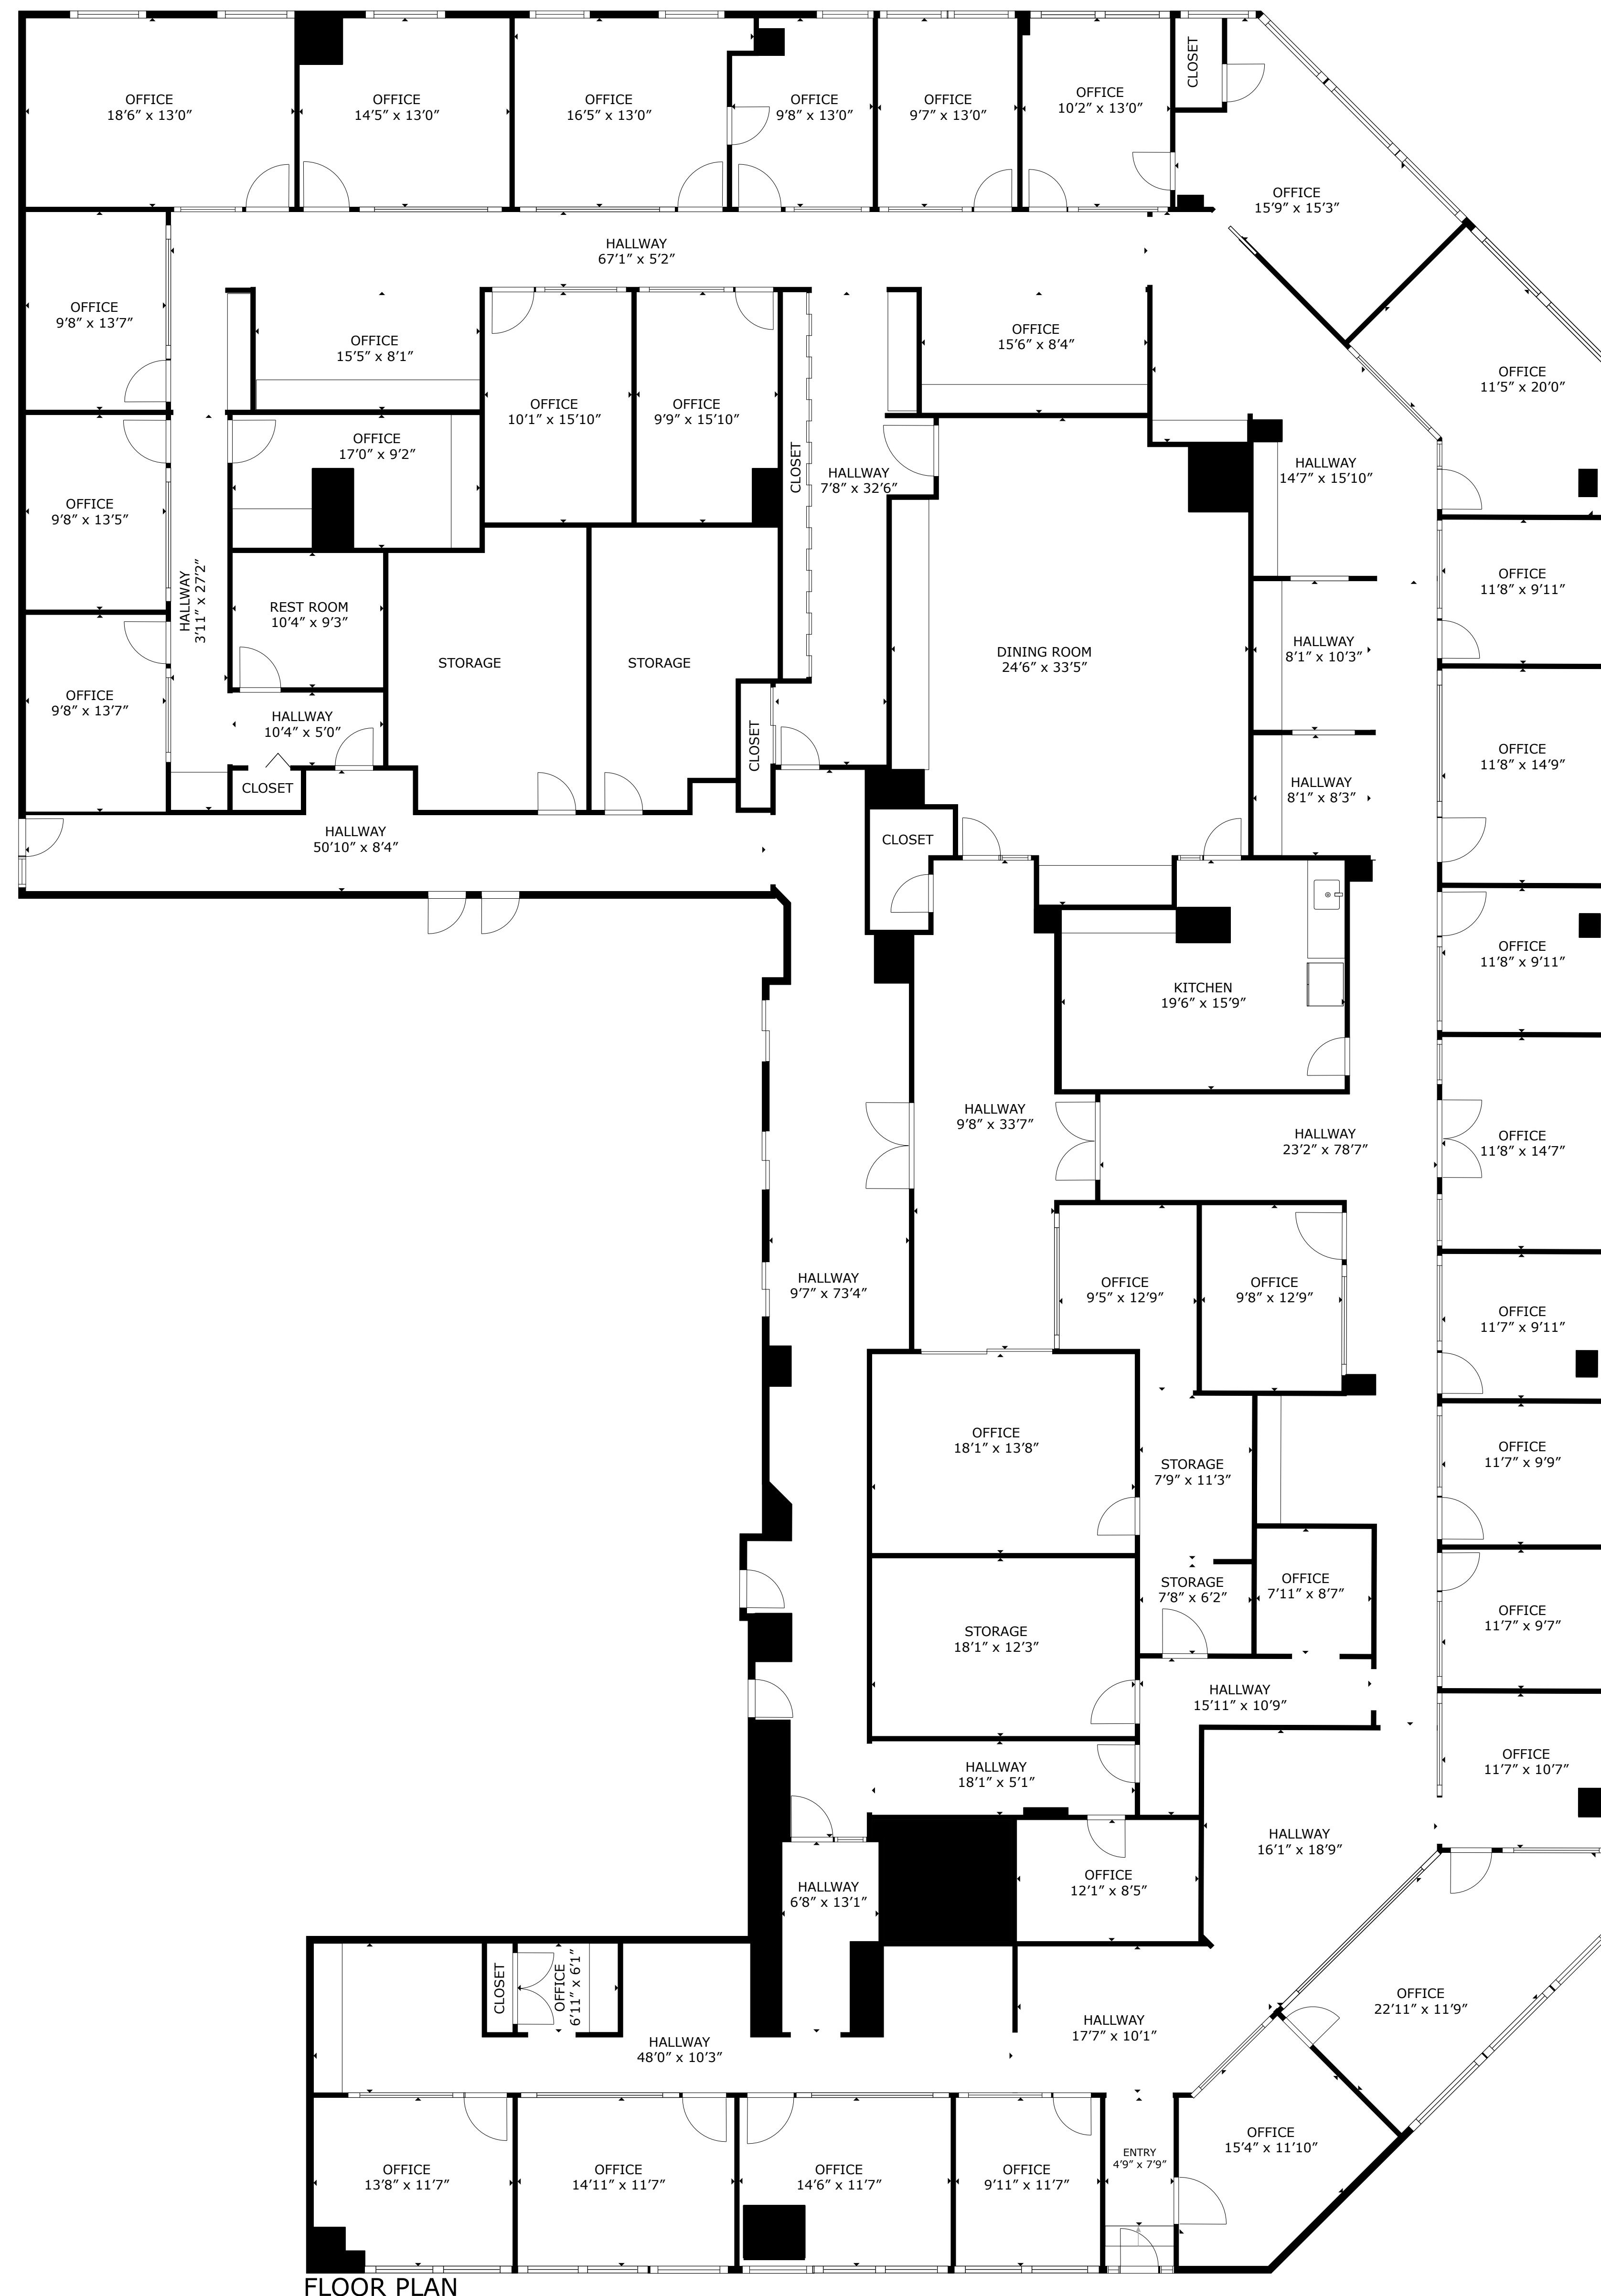 OFFICE
18'6" x 13'0"
OFFICE
14'5" x 13'0"
OFFICE
16'5" x 13'0"
OFFICE
9'8" x 13'0"
OFFICE
9'7" x 13'0"
OFFICE
10'2" x 13'0"
CLOSET
OFFICE
15'9" x 15'3"
HALLWAY
67'1" x 5'2"
OFFICE
9'8" x 13'7"
OFFICE
15'5" x 8'1"
OFFICE
10'1" x 15'10"
OFFICE
9'9" x 15'10"
CLOSET
HALLWAY
7'8" x 32'6"
OFFICE
15'6" x 8'4"
OFFICE
11'5" x 20'0"
OFFICE
17'0" x 9'2"
HALLWAY
14'7" x 15'10"
OFFICE
9'8" x 13'5"
HALLWAY
3'11" x 27'2"
REST ROOM
10'4" x 9'3"
STORAGE
STORAGE
DINING ROOM
24'6" x 33'5"
HALLWAY
8'1" x 10'3"
OFFICE
11'8" x 9'11"
OFFICE
9'8" x 13'7"
HALLWAY
10'4" x 5'0"
CLOSET
CLOSET
HALLWAY
8'1" x 8'3"
OFFICE
11'8" x 14'9"
HALLWAY
50'10" x 8'4"
CLOSET
OFFICE
11'8" x 9'11"
KITCHEN
19'6" x 15'9"
HALLWAY
9'8" x 33'7"
HALLWAY
23'2" x 78'7"
OFFICE
11'8" x 14'7"
HALLWAY
9'7" x 73'4"
OFFICE
9'5" x 12'9"
OFFICE
9'8" x 12'9"
OFFICE
11'7" x 9'11"
OFFICE
18'1" x 13'8"
STORAGE
7'9" x 11'3"
OFFICE
11'7" x 9'9"
STORAGE
7'8" x 6'2"
OFFICE
7'11" x 8'7"
OFFICE
11'7" x 9'7"
STORAGE
18'1" x 12'3"
HALLWAY
15'11" x 10'9"
HALLWAY
18'1" x 5'1"
OFFICE
11'7" x 10'7"
HALLWAY
16'1" x 18'9"
HALLWAY
6'8" x 13'1"
OFFICE
12'1" x 8'5"
CLOSET
OFFICE
6'11" x 6'1"
HALLWAY
48'0" x 10'3"
HALLWAY
17'7" x 10'1"
OFFICE
22'11" x 11'9"
OFFICE
13'8" x 11'7"
OFFICE
14'11" x 11'7"
OFFICE
14'6" x 11'7"
OFFICE
9'11" x 11'7"
ENTRY
4'9" x 7'9"
OFFICE
15'4" x 11'10"
FLOOR PLAN